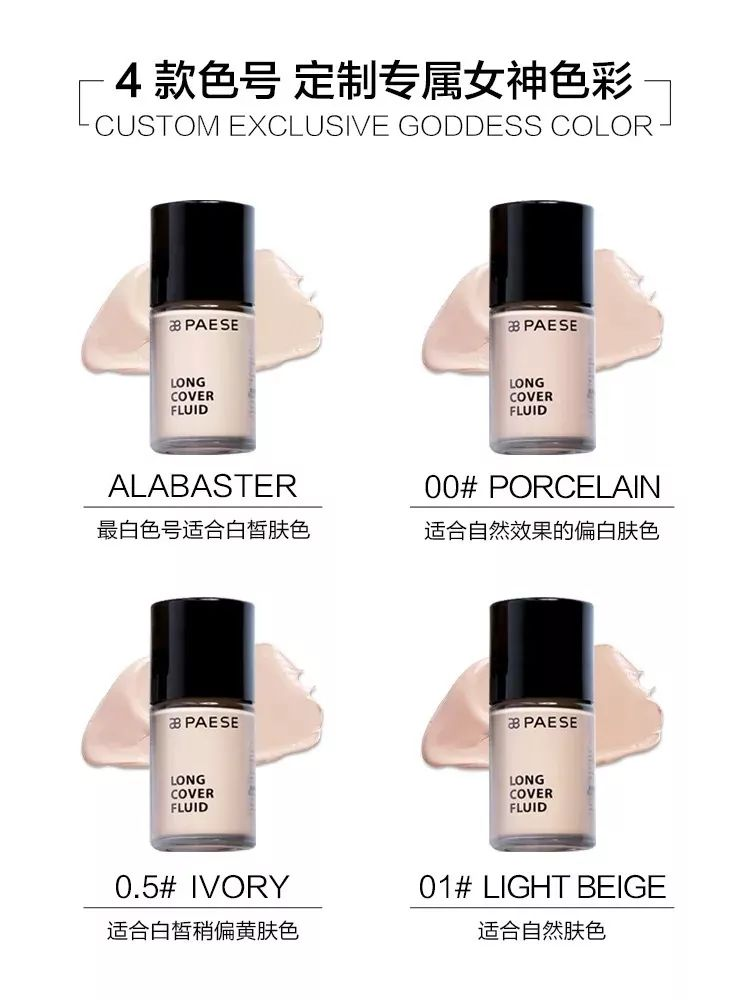 4 款色号 定制专属女神色彩
CUSTOM EXCLUSIVE GODDESS COLOR
PAESE
LONG
COVER
FLUID
ALABASTER
最白色号适合白皙肤色
PAESE
LONG
COVER
FLUID
00# PORCELAIN
适合自然效果的偏白肤色
PAESE
LONG
COVER
FLUID
0.5# IVORY
适合白皙稍偏黄肤色
PAESE
LONG
COVER
FLUID
01# LIGHT BEIGE
适合自然肤色